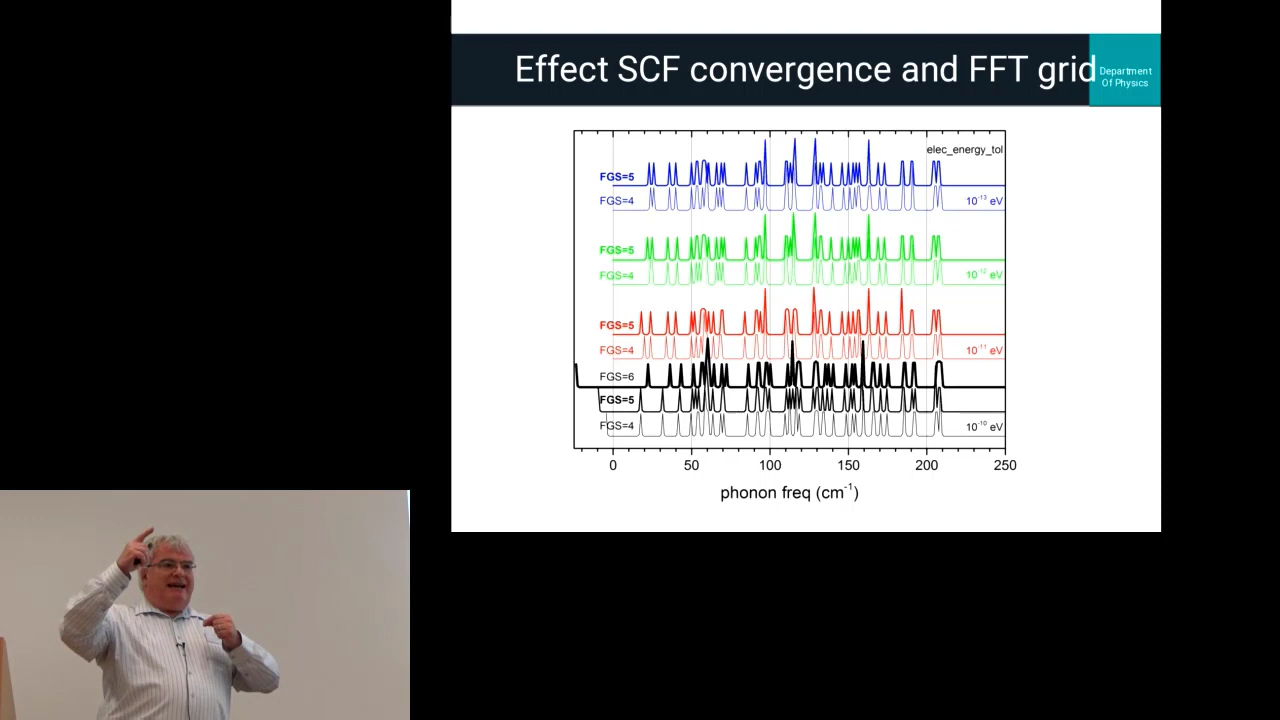 Effect SCF convergence and FFT grid
Department
Of Physics
elec_energy_tol
FGS=5
FGS=4
10⁻¹³ eV
FGS=5
FGS=4
10⁻¹² eV
FGS=5
FGS=4
10⁻¹¹ eV
FGS=6
FGS=5
FGS=4
10⁻¹⁰ eV
0 50 100 150 200 250
phonon freq (cm⁻¹)